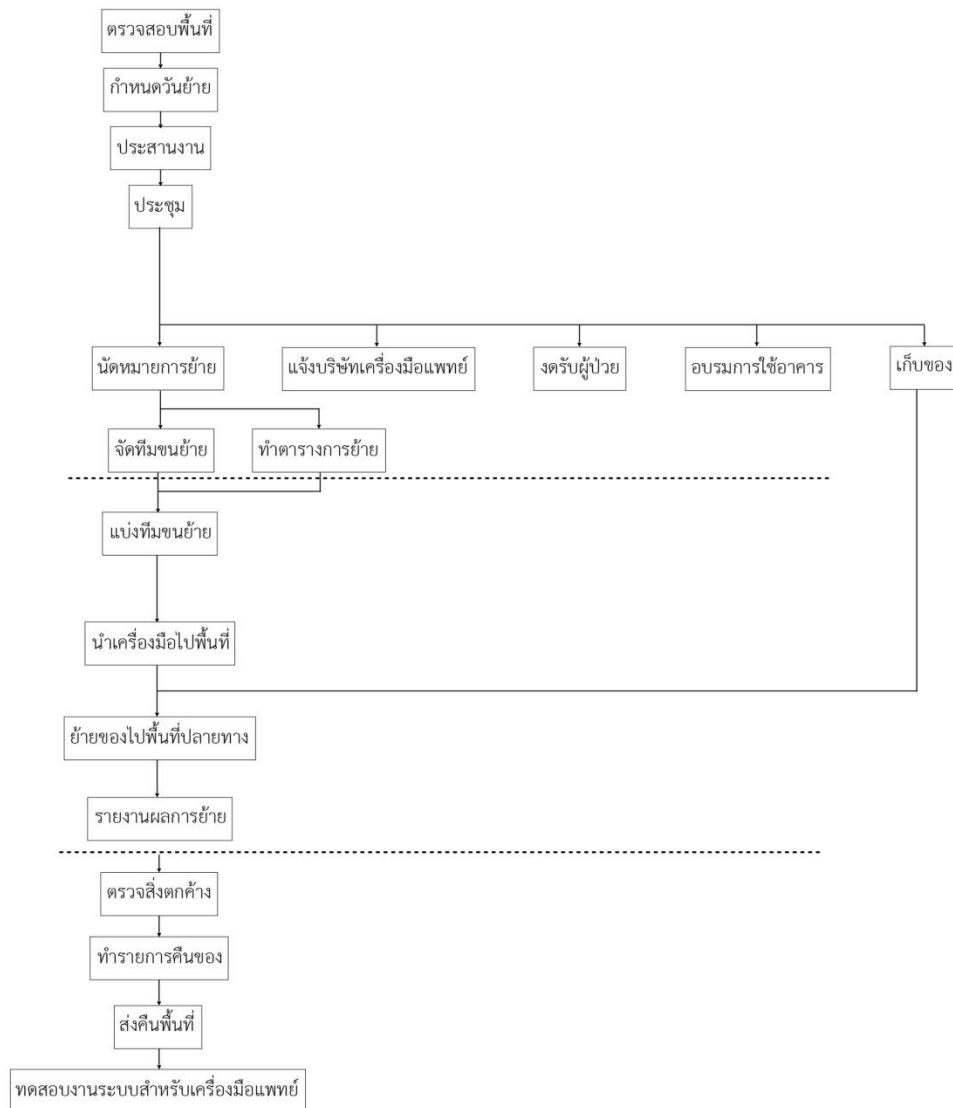 ตรวจสอบพื้นที่
กำหนดวันย้าย
ประสานงาน
ประชุม
นัดหมายการย้าย
แจ้งบริษัทเครื่องมือแพทย์
งดรับผู้ป่วย
อบรมการใช้อาคาร
เก็บของ
จัดทีมขนย้าย
ทำตารางการย้าย
แบ่งทีมขนย้าย
นำเครื่องมือไปพื้นที่
ย้ายของไปพื้นที่ปลายทาง
รายงานผลการย้าย
ตรวจสิ่งตกค้าง
ทำรายการคืนของ
ส่งคืนพื้นที่
ทดสอบงานระบบสำหรับเครื่องมือแพทย์